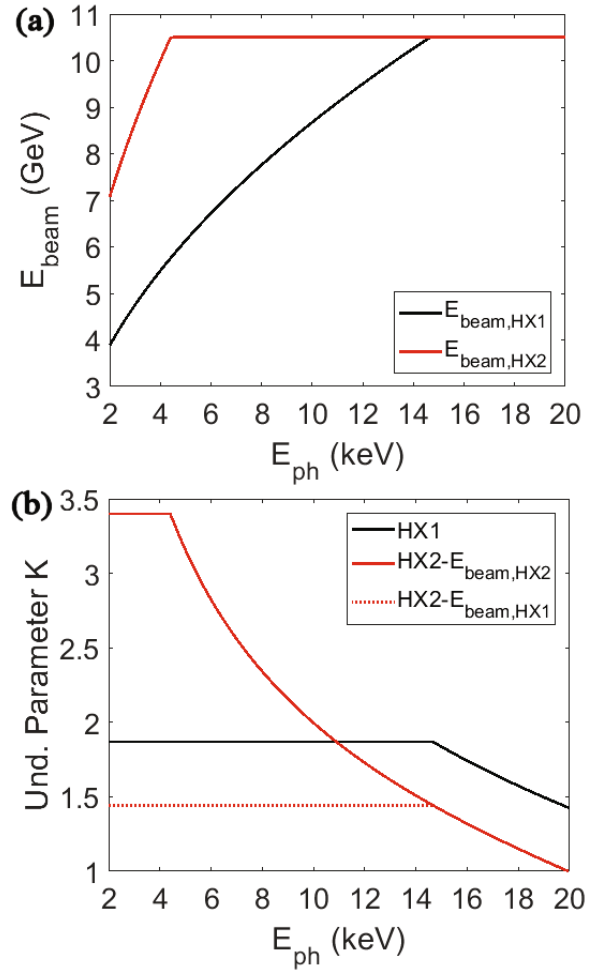 (a)
11
10
9
8
7
6
5
4
3
E_beam (GeV)
E_beam,HX1
E_beam,HX2
2 4 6 8 10 12 14 16 18 20
E_ph (keV)
(b)
3.5
3
2.5
2
1.5
1
Und. Parameter K
HX1
HX2-E_beam,HX2
HX2-E_beam,HX1
2 4 6 8 10 12 14 16 18 20
E_ph (keV)